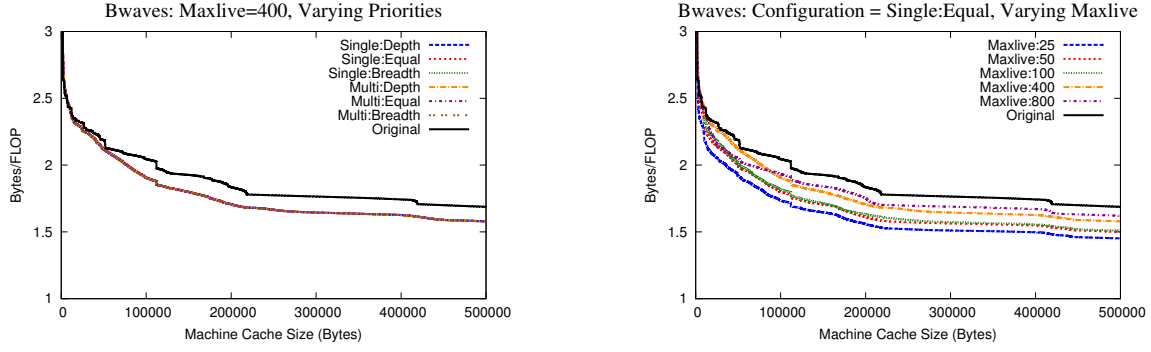 Bwaves: Maxlive=400, Varying Priorities
3
2.5
2
1.5
1
Bytes/FLOP
Single:Depth
Single:Equal
Single:Breadth
Multi:Depth
Multi:Equal
Multi:Breadth
Original
0 100000 200000 300000 400000 500000
Machine Cache Size (Bytes)
Bwaves: Configuration = Single:Equal, Varying Maxlive
3
2.5
2
1.5
1
Bytes/FLOP
Maxlive:25
Maxlive:50
Maxlive:100
Maxlive:400
Maxlive:800
Original
0 100000 200000 300000 400000 500000
Machine Cache Size (Bytes)